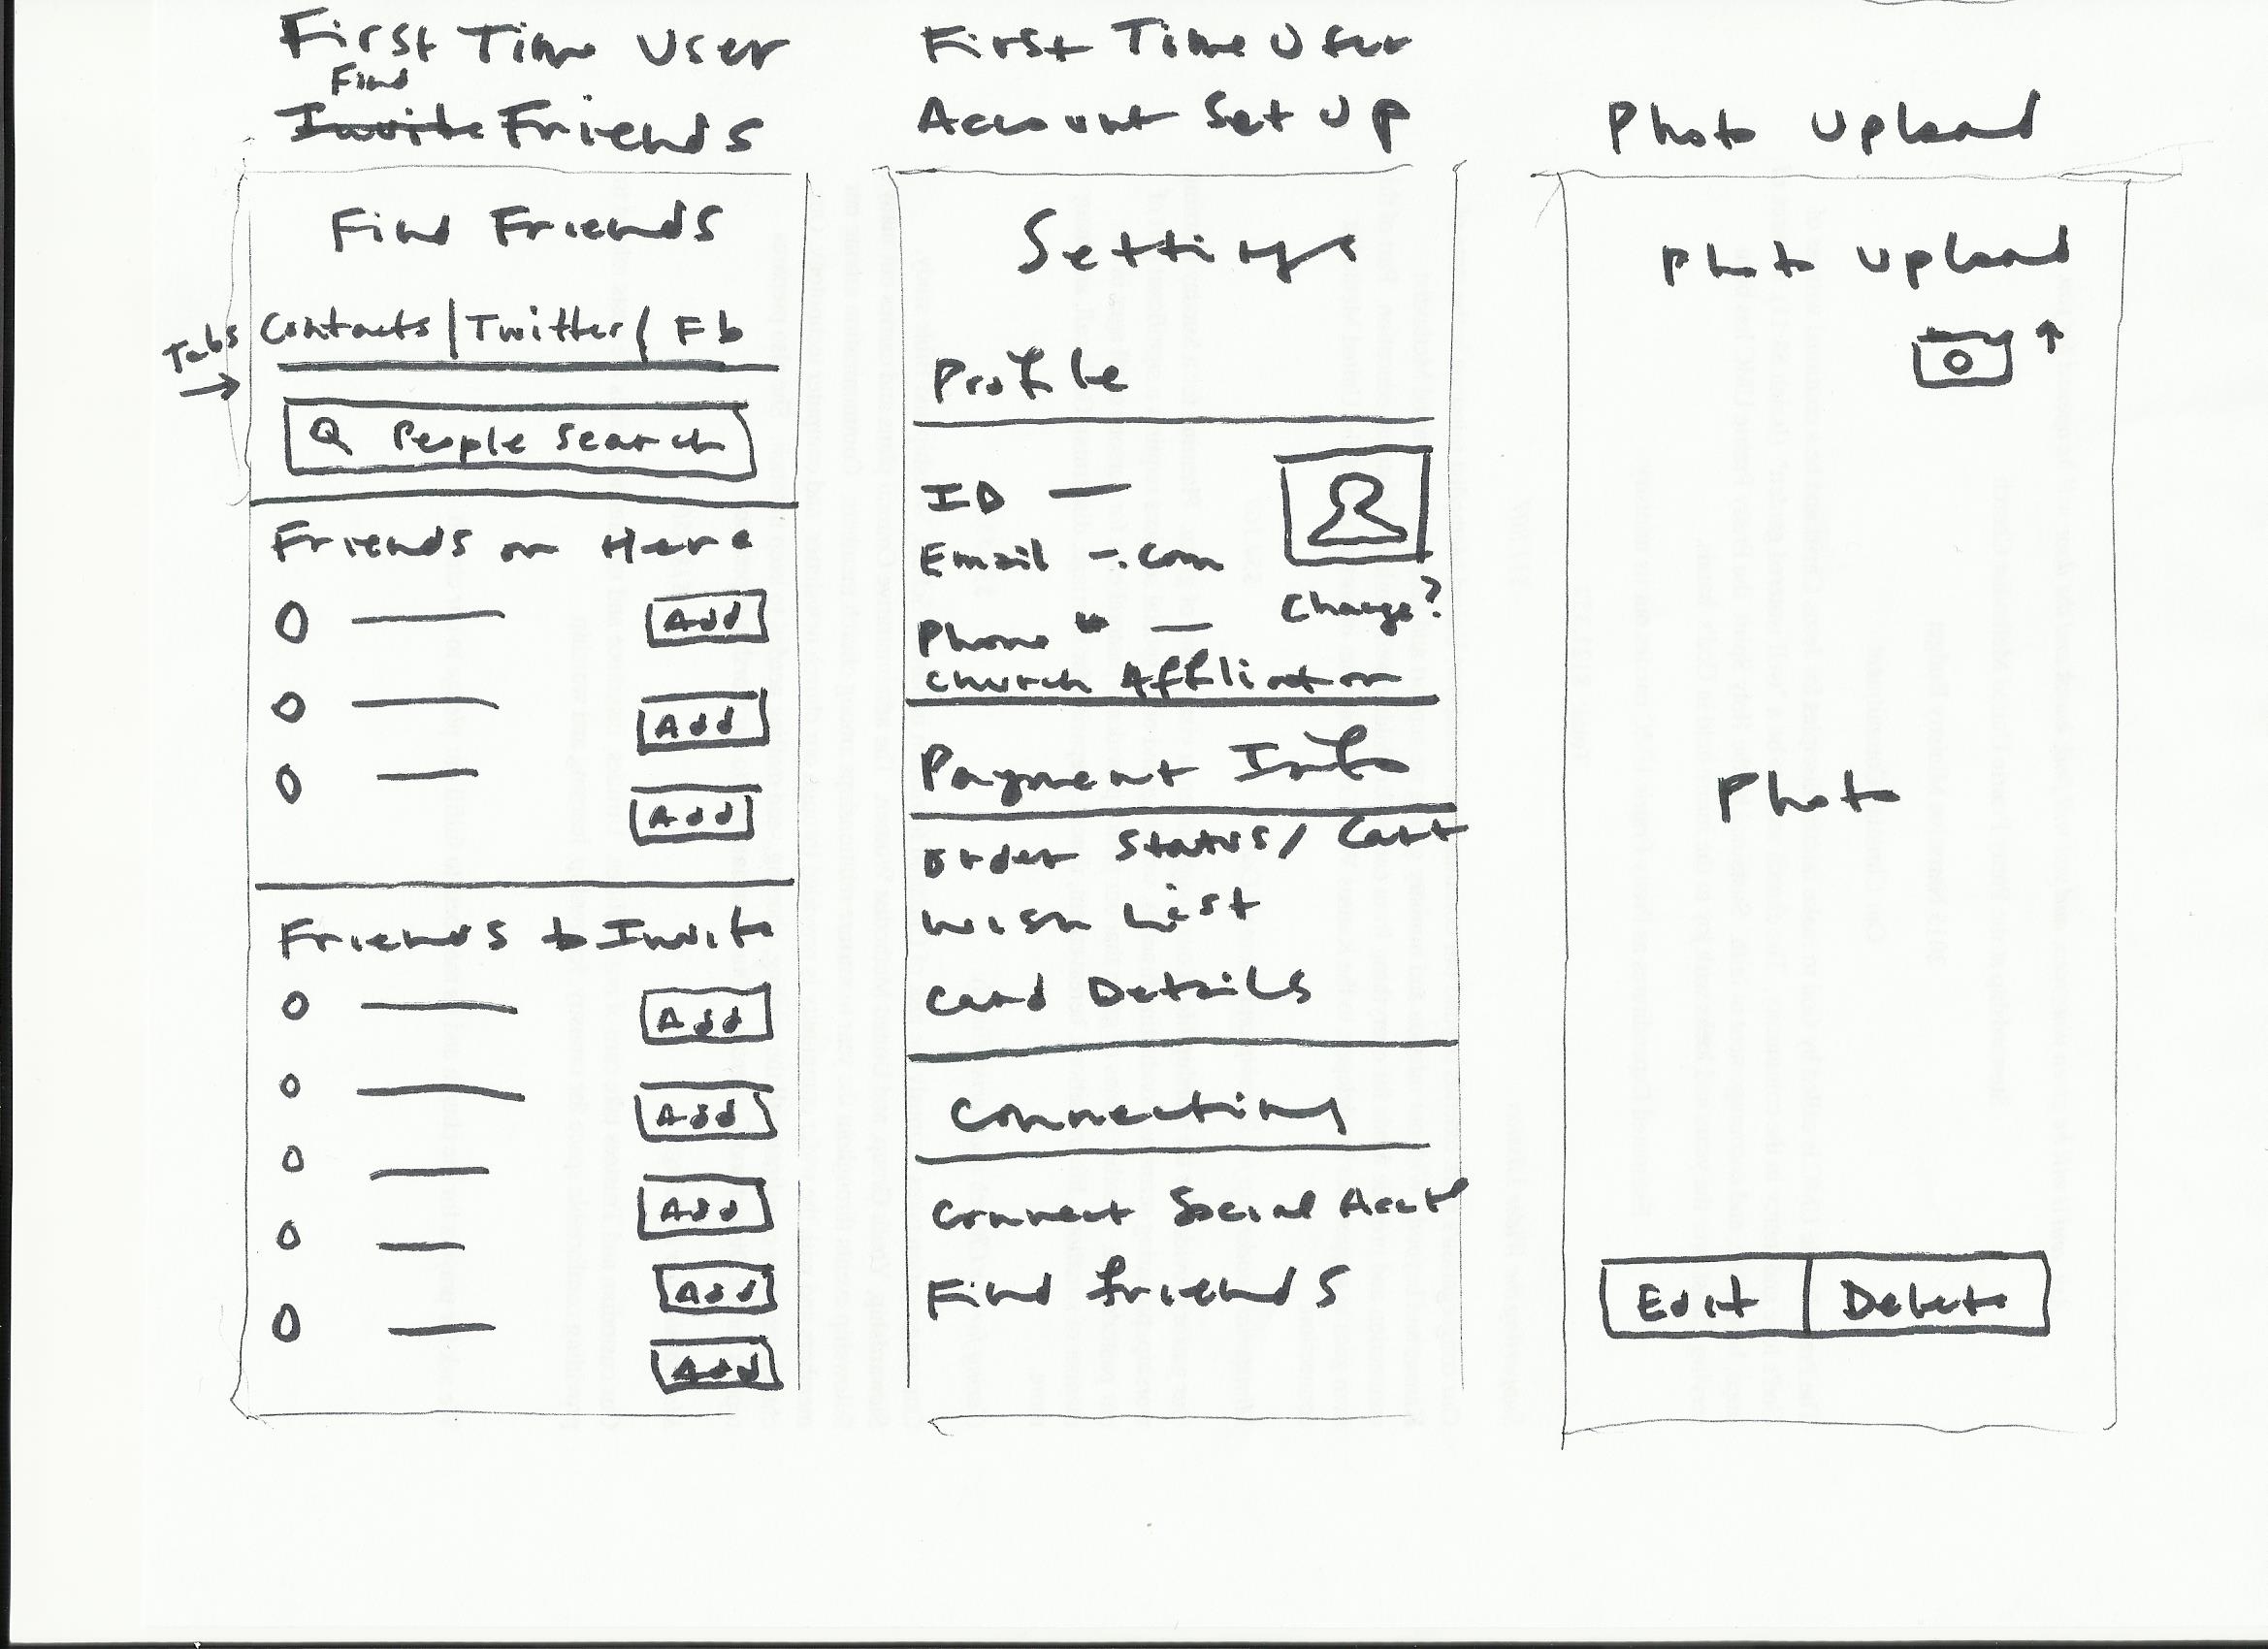 First Time User
Find
Invite Friends
Find Friends
Tabs
Contacts | Twitter | Fb
People Search
Friends on Here
Add
Add
Add
Friends to Invite
Add
Add
Add
Add
Add
First Time User
Account Set Up
Settings
Profile
ID —
Email -.com
Phone # —
Change?
Church Affiliation
Payment Info
Order Status/ Cart
Wish List
Card Details
Connecting
Connect Social Acct
Find friends
Photo Upload
Photo Upload
Photo
Edit | Delete